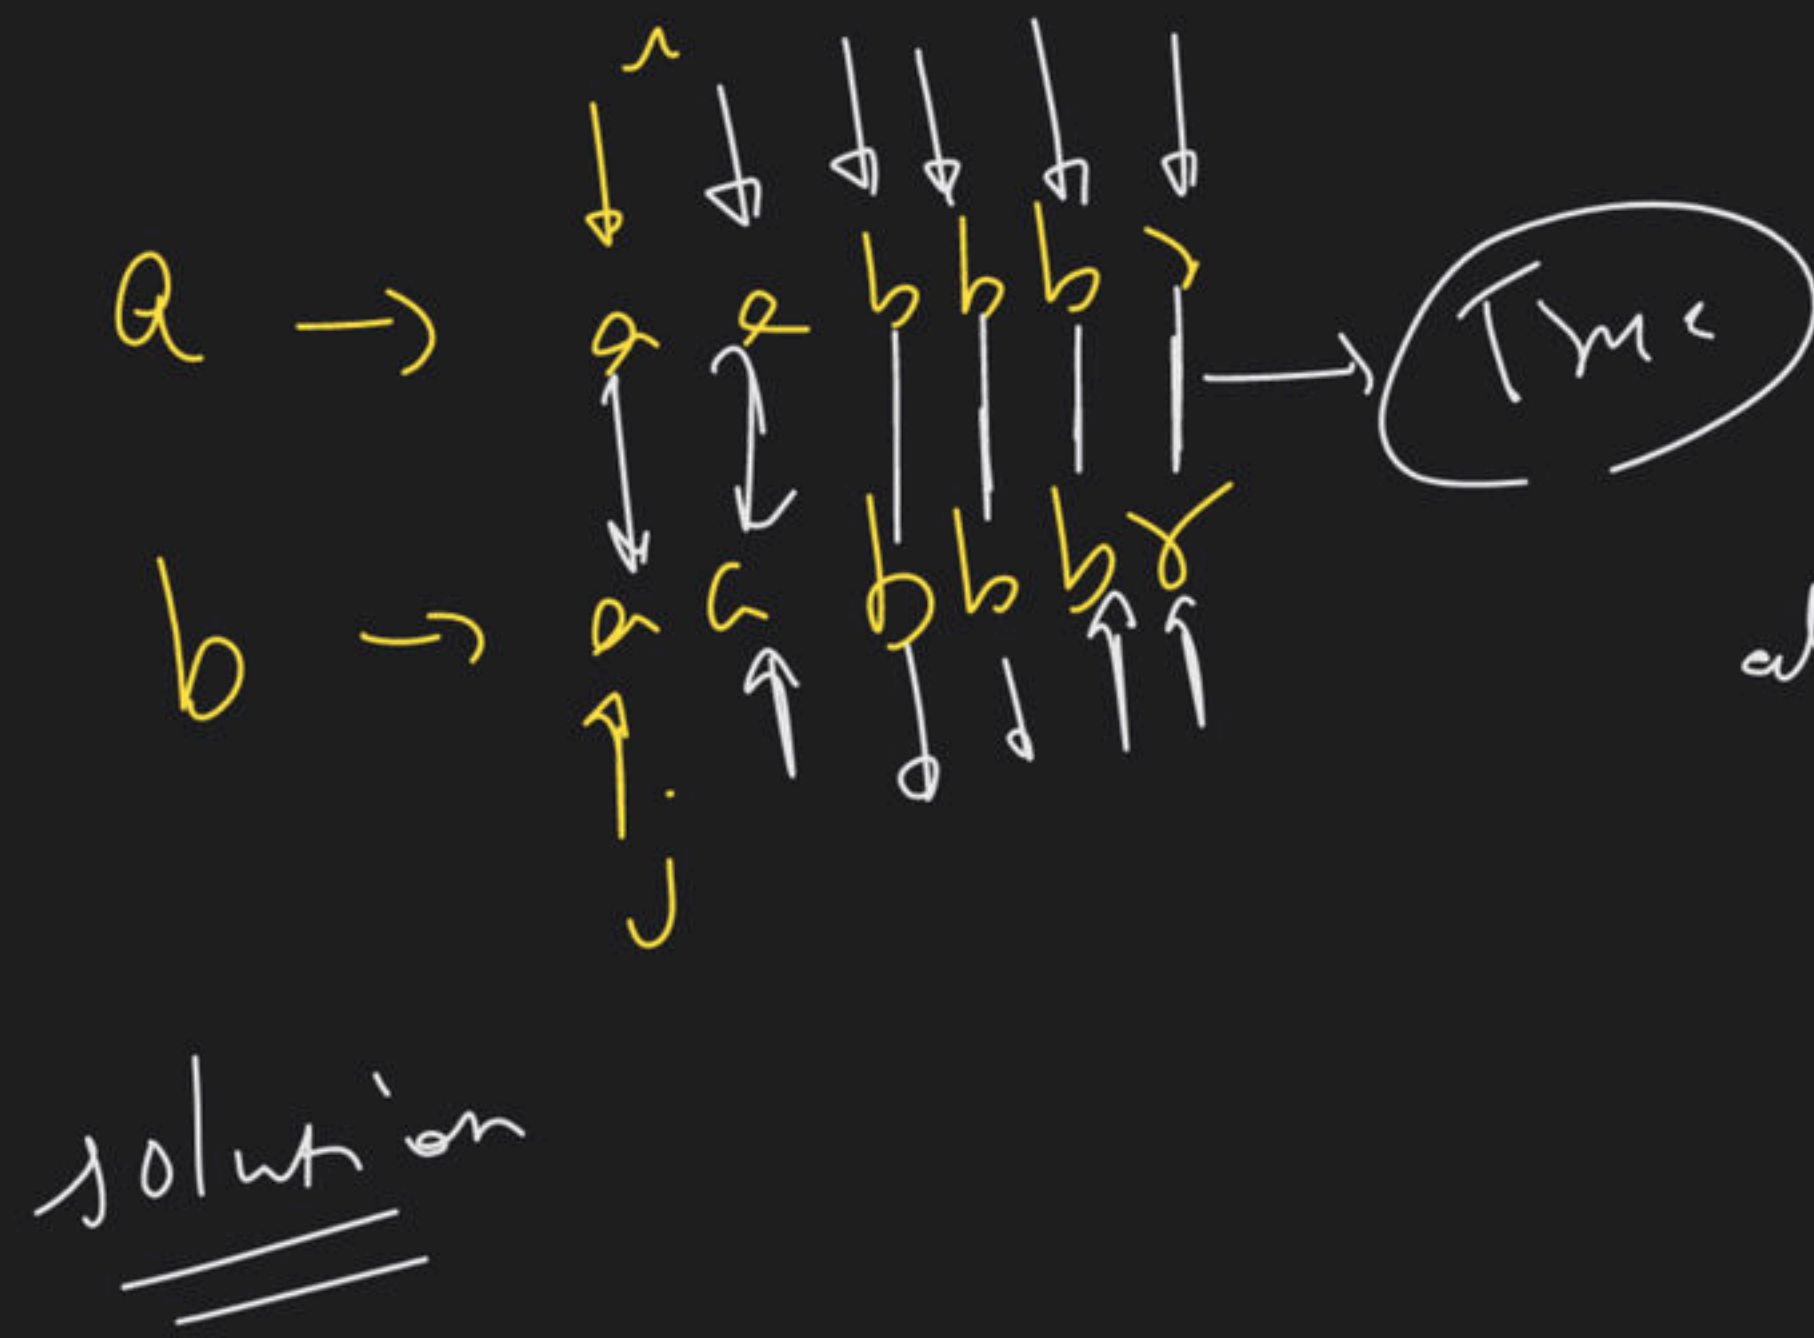 a → a a b b b r → True
b → a a b b b r
j
solution